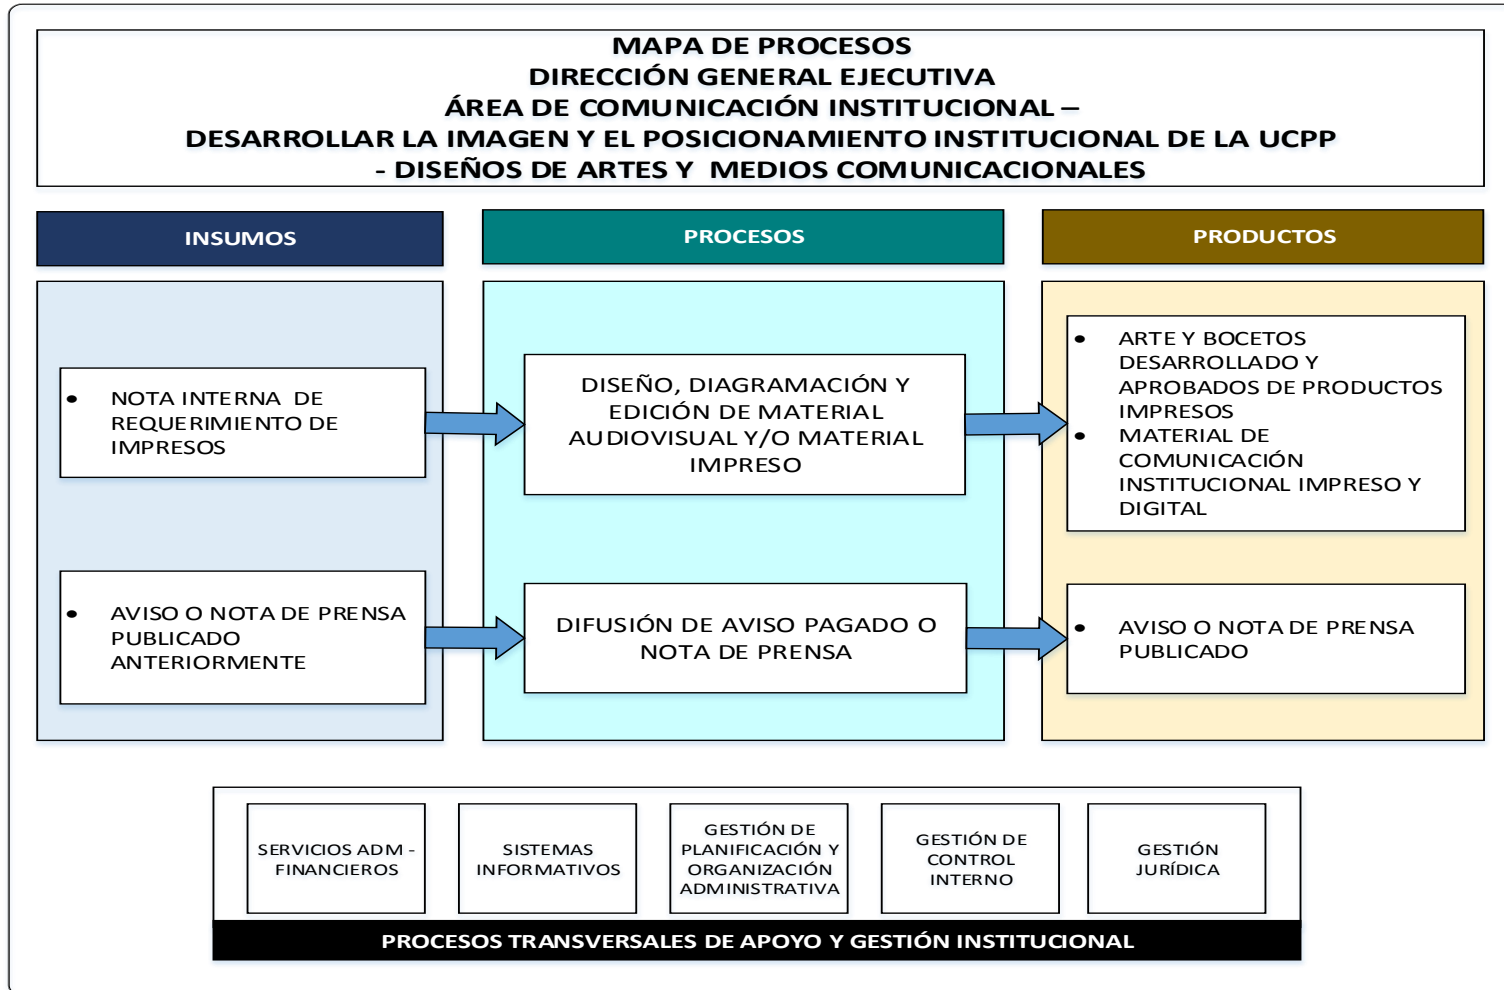 MAPA DE PROCESOS
DIRECCIÓN GENERAL EJECUTIVA
ÁREA DE COMUNICACIÓN INSTITUCIONAL –
DESARROLLAR LA IMAGEN Y EL POSICIONAMIENTO INSTITUCIONAL DE LA UCPP
- DISEÑOS DE ARTES Y MEDIOS COMUNICACIONALES
INSUMOS
PROCESOS
PRODUCTOS
• NOTA INTERNA DE
REQUERIMIENTO DE
IMPRESOS
DISEÑO, DIAGRAMACIÓN Y
EDICIÓN DE MATERIAL
AUDIOVISUAL Y/O MATERIAL
IMPRESO
• ARTE Y BOCETOS
DESARROLLADO Y
APROBADOS DE PRODUCTOS
IMPRESOS
• MATERIAL DE
COMUNICACIÓN
INSTITUCIONAL IMPRESO Y
DIGITAL
• AVISO O NOTA DE PRENSA
PUBLICADO
ANTERIORMENTE
DIFUSIÓN DE AVISO PAGADO O
NOTA DE PRENSA
• AVISO O NOTA DE PRENSA
PUBLICADO
SERVICIOS ADM -
FINANCIEROS
SISTEMAS
INFORMATIVOS
GESTIÓN DE
PLANIFICACIÓN Y
ORGANIZACIÓN
ADMINISTRATIVA
GESTIÓN DE
CONTROL
INTERNO
GESTIÓN
JURÍDICA
PROCESOS TRANSVERSALES DE APOYO Y GESTIÓN INSTITUCIONAL